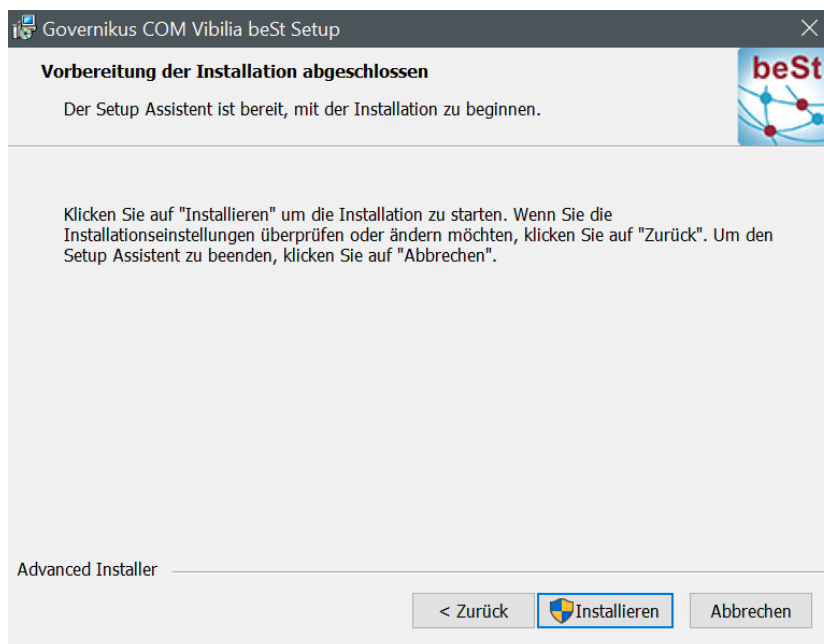 Governikus COM Vibilia beSt Setup
Vorbereitung der Installation abgeschlossen
beSt
Der Setup Assistent ist bereit, mit der Installation zu beginnen.
Klicken Sie auf "Installieren" um die Installation zu starten. Wenn Sie die
Installationseinstellungen überprüfen oder ändern möchten, klicken Sie auf "Zurück". Um den
Setup Assistent zu beenden, klicken Sie auf "Abbrechen".
Advanced Installer
< Zurück
Installieren
Abbrechen